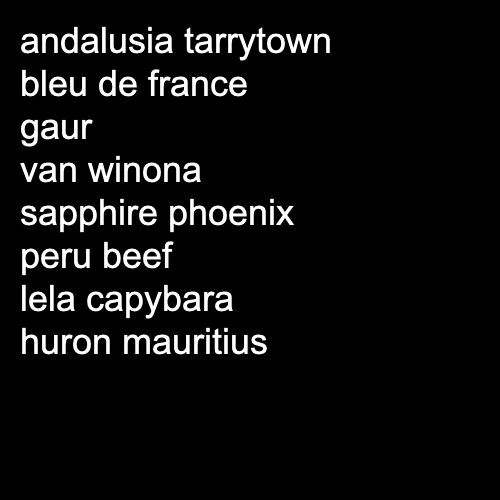 andalusia tarrytown
bleu de france
gaur
van winona
sapphire phoenix
peru beef
lela capybara
huron mauritius